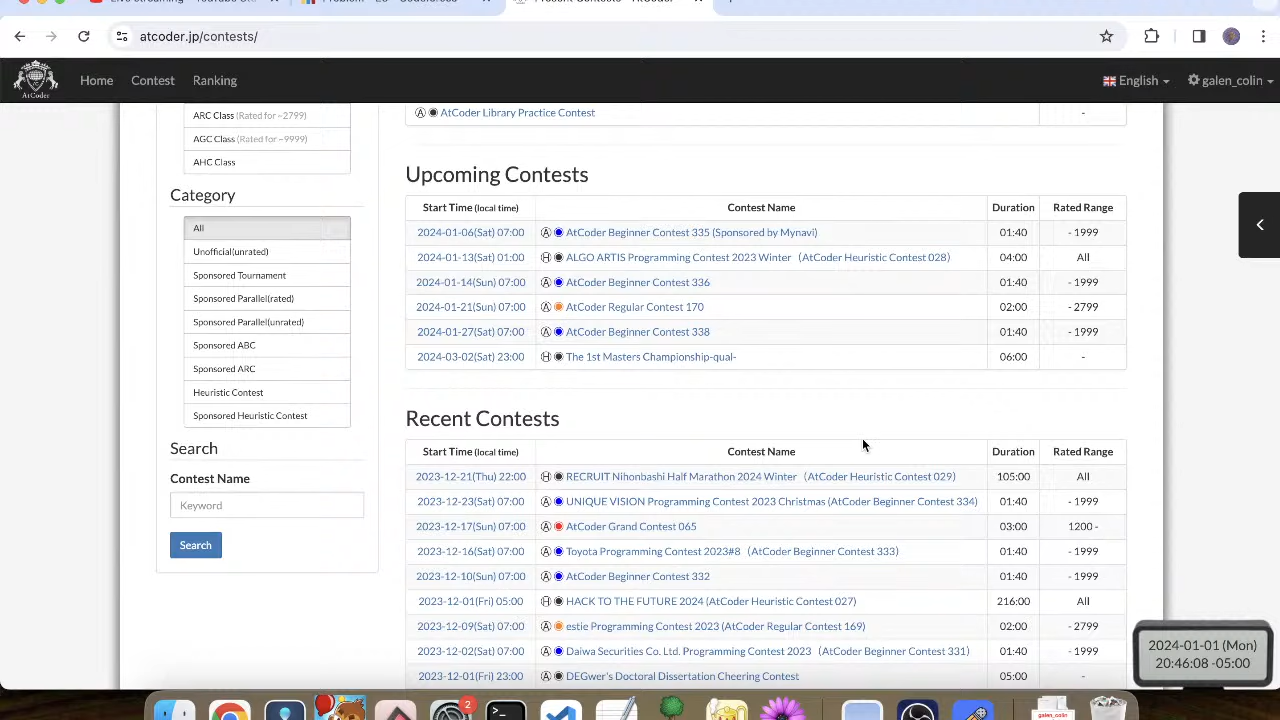 atcoder.jp/contests/
AtCoder
Home
Contest
Ranking
English
galen_colin
ARC Class (Rated for ~2799)
AGC Class (Rated for ~9999)
AHC Class
Category
All
Unofficial(unrated)
Sponsored Tournament
Sponsored Parallel(rated)
Sponsored Parallel(unrated)
Sponsored ABC
Sponsored ARC
Heuristic Contest
Sponsored Heuristic Contest
Search
Contest Name
Keyword
Search
Ⓐ ◉ AtCoder Library Practice Contest -
Upcoming Contests
Start Time (local time) Contest Name Duration Rated Range
2024-01-06(Sat) 07:00 Ⓐ ◉ AtCoder Beginner Contest 335 (Sponsored by Mynavi) 01:40 - 1999
2024-01-13(Sat) 01:00 Ⓗ ◉ ALGO ARTIS Programming Contest 2023 Winter （AtCoder Heuristic Contest 028） 04:00 All
2024-01-14(Sun) 07:00 Ⓐ ◉ AtCoder Beginner Contest 336 01:40 - 1999
2024-01-21(Sun) 07:00 Ⓐ ◉ AtCoder Regular Contest 170 02:00 - 2799
2024-01-27(Sat) 07:00 Ⓐ ◉ AtCoder Beginner Contest 338 01:40 - 1999
2024-03-02(Sat) 23:00 Ⓗ ◉ The 1st Masters Championship-qual- 06:00 -
Recent Contests
Start Time (local time) Contest Name Duration Rated Range
2023-12-21(Thu) 22:00 Ⓗ ◉ RECRUIT Nihonbashi Half Marathon 2024 Winter （AtCoder Heuristic Contest 029） 105:00 All
2023-12-23(Sat) 07:00 Ⓐ ◉ UNIQUE VISION Programming Contest 2023 Christmas (AtCoder Beginner Contest 334) 01:40 - 1999
2023-12-17(Sun) 07:00 Ⓐ ◉ AtCoder Grand Contest 065 03:00 1200 -
2023-12-16(Sat) 07:00 Ⓐ ◉ Toyota Programming Contest 2023#8 （AtCoder Beginner Contest 333） 01:40 - 1999
2023-12-10(Sun) 07:00 Ⓐ ◉ AtCoder Beginner Contest 332 01:40 - 1999
2023-12-01(Fri) 05:00 Ⓗ ◉ HACK TO THE FUTURE 2024 (AtCoder Heuristic Contest 027) 216:00 All
2023-12-09(Sat) 07:00 Ⓐ ◉ estie Programming Contest 2023 (AtCoder Regular Contest 169) 02:00 - 2799
2023-12-02(Sat) 07:00 Ⓐ ◉ Daiwa Securities Co. Ltd. Programming Contest 2023 （AtCoder Beginner Contest 331） 01:40 - 1999
2023-12-01(Fri) 23:00 Ⓐ ◉ DEGwer's Doctoral Dissertation Cheering Contest 05:00 -
2024-01-01 (Mon)
20:46:08 -05:00
2
galen_colin